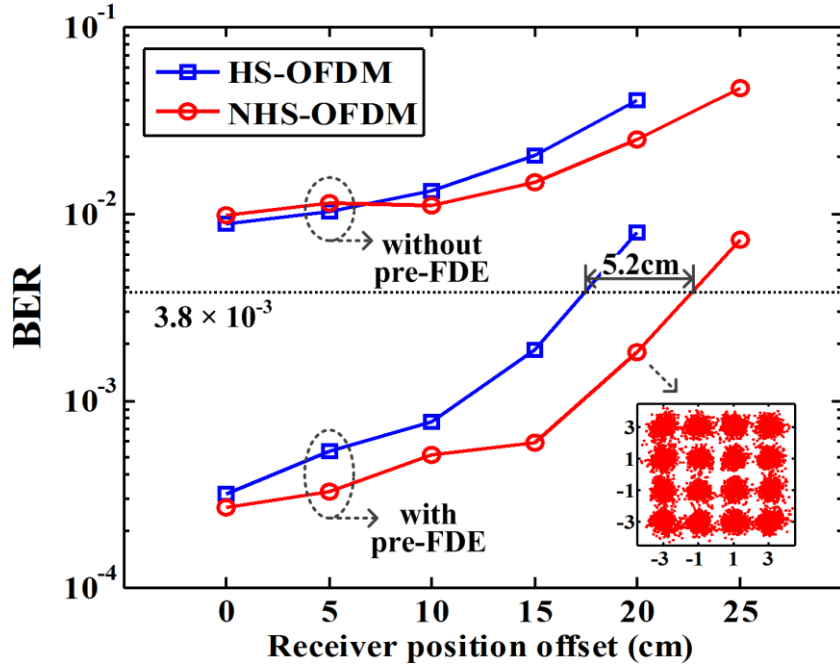 10⁻¹
HS-OFDM
NHS-OFDM
10⁻²
without
pre-FDE
5.2cm
3.8 × 10⁻³
BER
10⁻³
3
1
-1
-3
-3 -1 1 3
with
pre-FDE
10⁻⁴
0 5 10 15 20 25
Receiver position offset (cm)